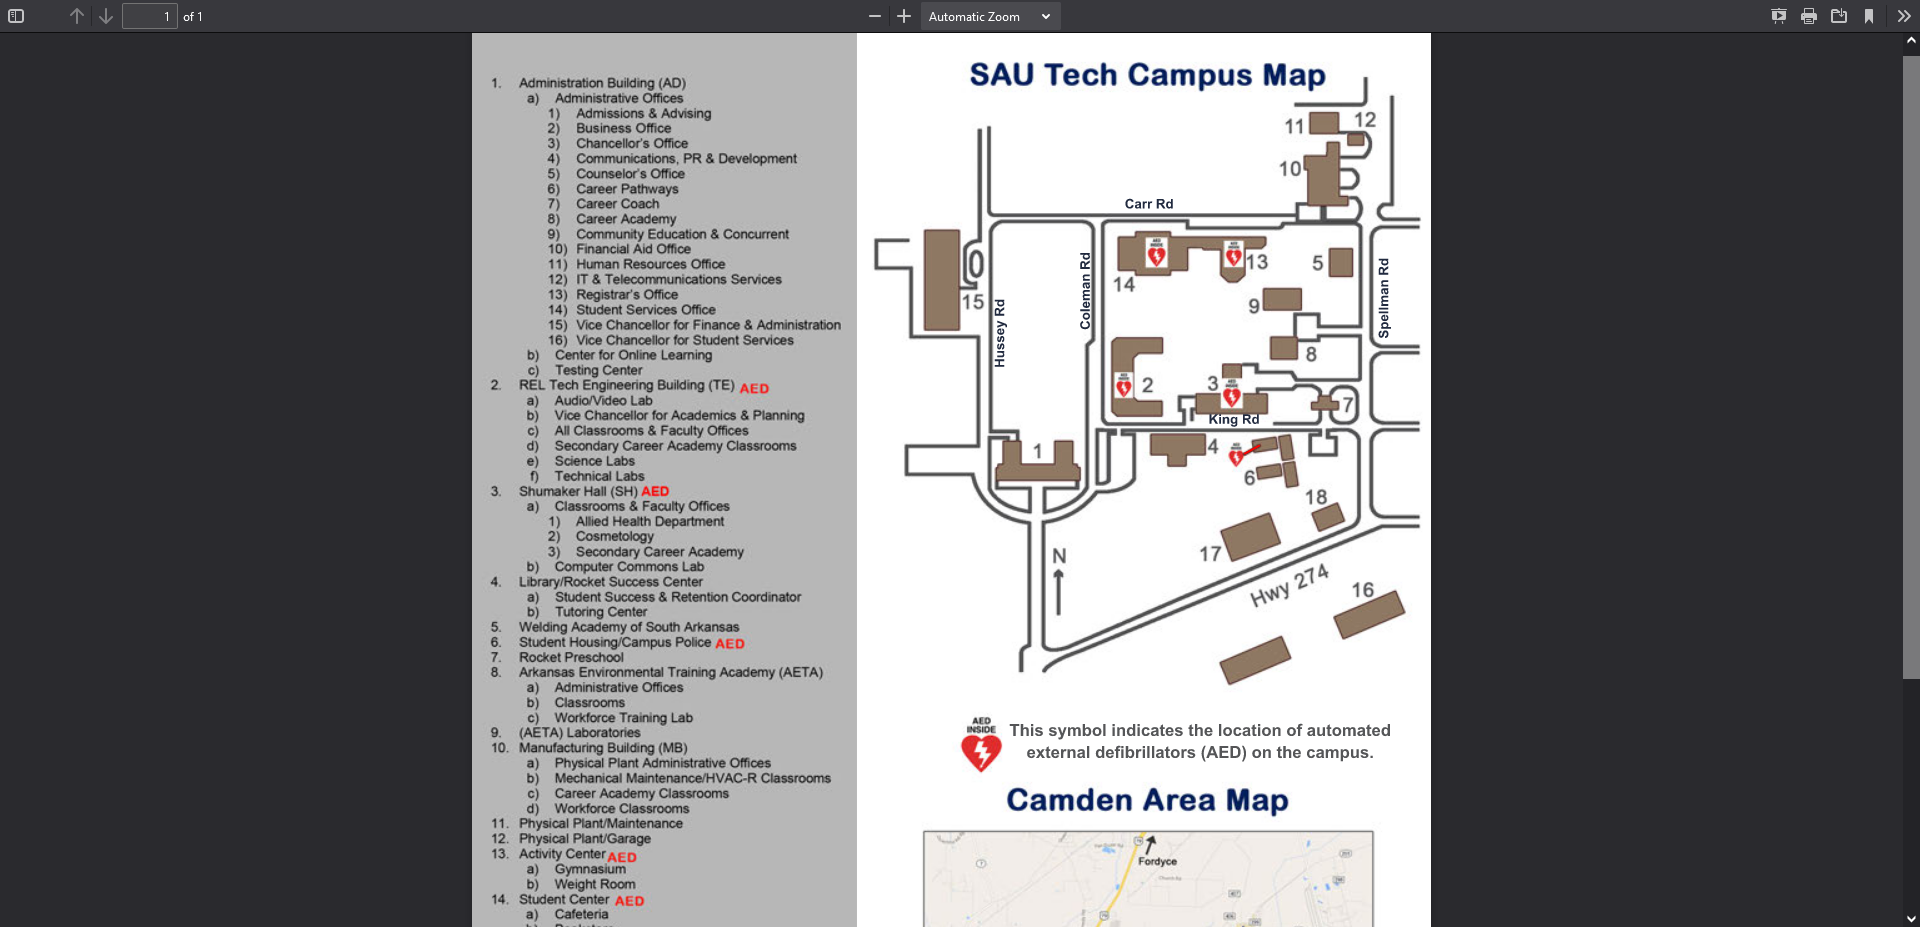 1 of 1
Automatic Zoom
1. Administration Building (AD)
a) Administrative Offices
1) Admissions & Advising
2) Business Office
3) Chancellor's Office
4) Communications, PR & Development
5) Counselor's Office
6) Career Pathways
7) Career Coach
8) Career Academy
9) Community Education & Concurrent
10) Financial Aid Office
11) Human Resources Office
12) IT & Telecommunications Services
13) Registrar's Office
14) Student Services Office
15) Vice Chancellor for Finance & Administration
16) Vice Chancellor for Student Services
b) Center for Online Learning
c) Testing Center
2. REL Tech Engineering Building (TE) AED
a) Audio/Video Lab
b) Vice Chancellor for Academics & Planning
c) All Classrooms & Faculty Offices
d) Secondary Career Academy Classrooms
e) Science Labs
f) Technical Labs
3. Shumaker Hall (SH) AED
a) Classrooms & Faculty Offices
1) Allied Health Department
2) Cosmetology
3) Secondary Career Academy
b) Computer Commons Lab
4. Library/Rocket Success Center
a) Student Success & Retention Coordinator
b) Tutoring Center
5. Welding Academy of South Arkansas
6. Student Housing/Campus Police AED
7. Rocket Preschool
8. Arkansas Environmental Training Academy (AETA)
a) Administrative Offices
b) Classrooms
c) Workforce Training Lab
9. (AETA) Laboratories
10. Manufacturing Building (MB)
a) Physical Plant Administrative Offices
b) Mechanical Maintenance/HVAC-R Classrooms
c) Career Academy Classrooms
d) Workforce Classrooms
11. Physical Plant/Maintenance
12. Physical Plant/Garage
13. Activity Center AED
a) Gymnasium
b) Weight Room
14. Student Center AED
a) Cafeteria
SAU Tech Campus Map
11
12
10
Carr Rd
AED INSIDE
AED INSIDE
13
5
14
Coleman Rd
Spellman Rd
15
9
Hussey Rd
8
AED INSIDE
2
3
AED INSIDE
7
King Rd
1
4
AED INSIDE
6
18
17
N
Hwy 274
16
AED
INSIDE
This symbol indicates the location of automated
external defibrillators (AED) on the campus.
Camden Area Map
Fordyce